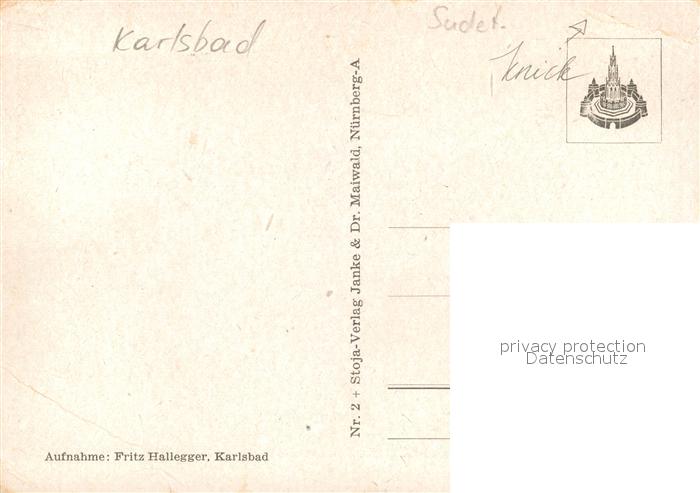 Karlsbad
Sudet.
Knick
Nr. 2 + Stoja-Verlag Janke & Dr. Maiwald, Nürnberg-A
privacy protection
Datenschutz
Aufnahme: Fritz Hallegger, Karlsbad